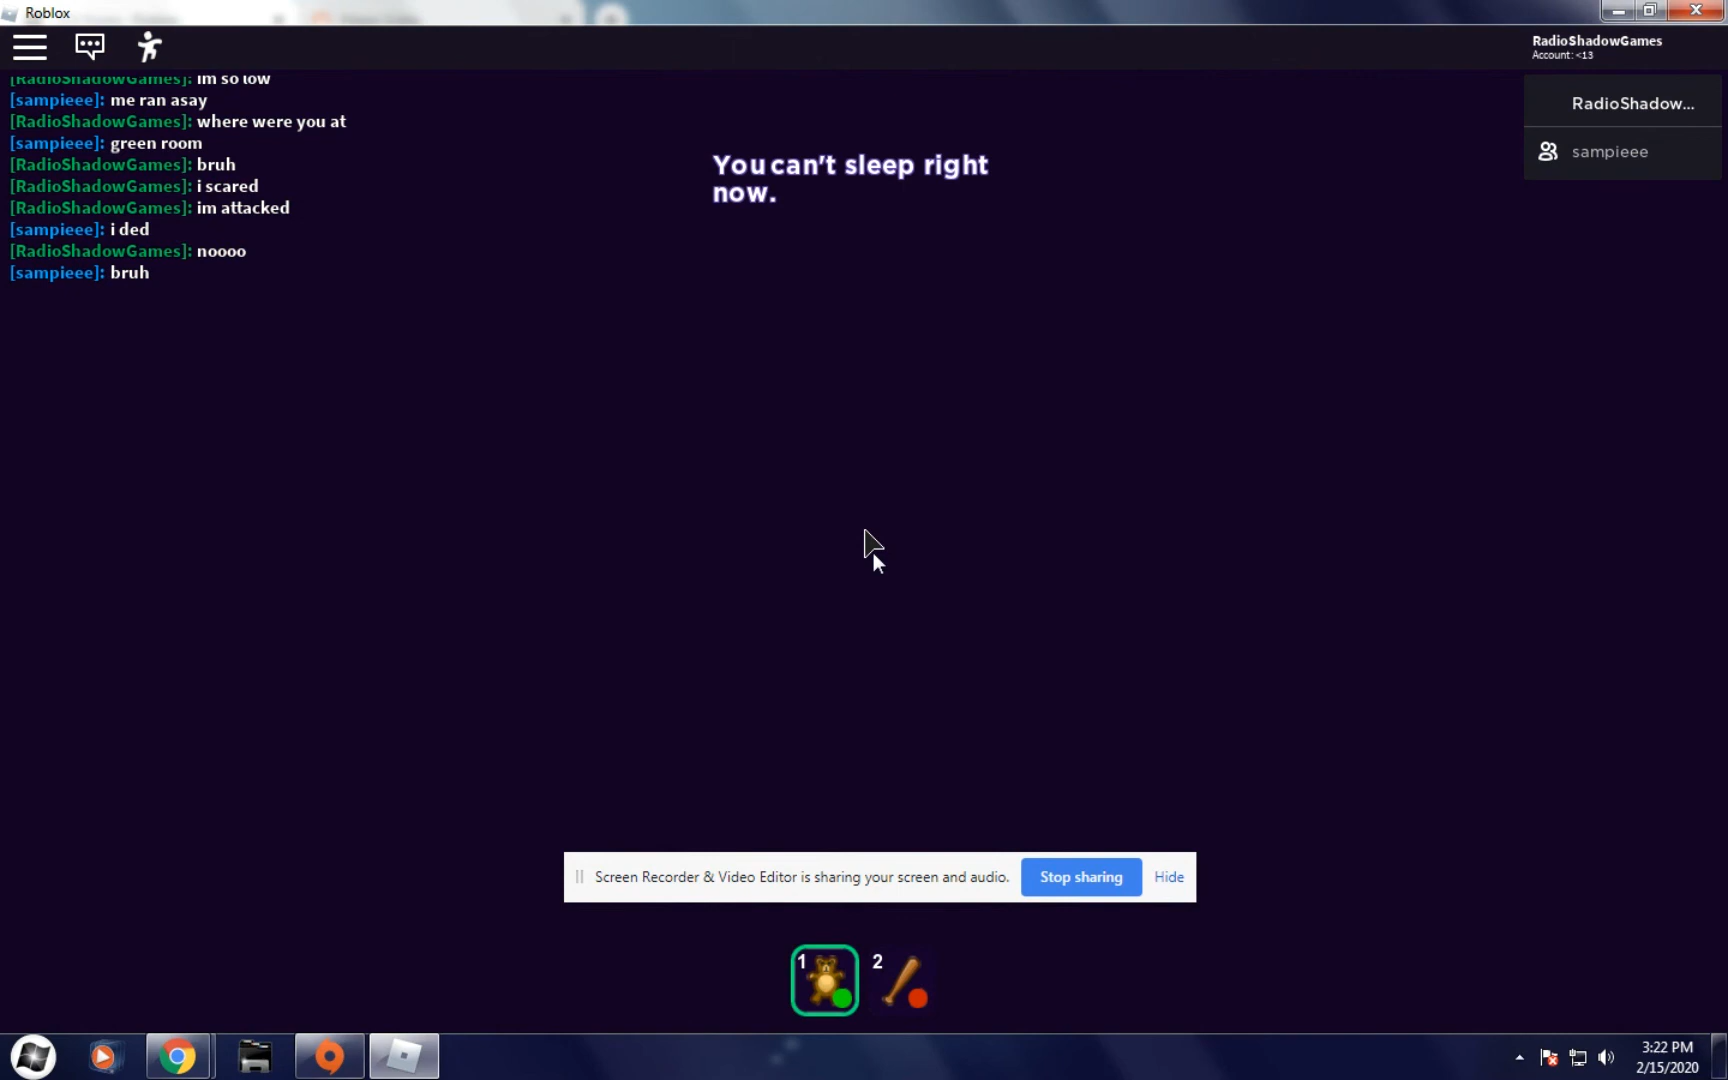 Roblox
RadioShadowGames
Account: <13
[RadioShadowGames]: im so low
[sampieee]: me ran asay
[RadioShadowGames]: where were you at
[sampieee]: green room
[RadioShadowGames]: bruh
[RadioShadowGames]: i scared
[RadioShadowGames]: im attacked
[sampieee]: i ded
[RadioShadowGames]: noooo
[sampieee]: bruh
You can't sleep right
now.
RadioShadow...
sampieee
Screen Recorder & Video Editor is sharing your screen and audio.
Stop sharing
Hide
1
2
3:22 PM
2/15/2020